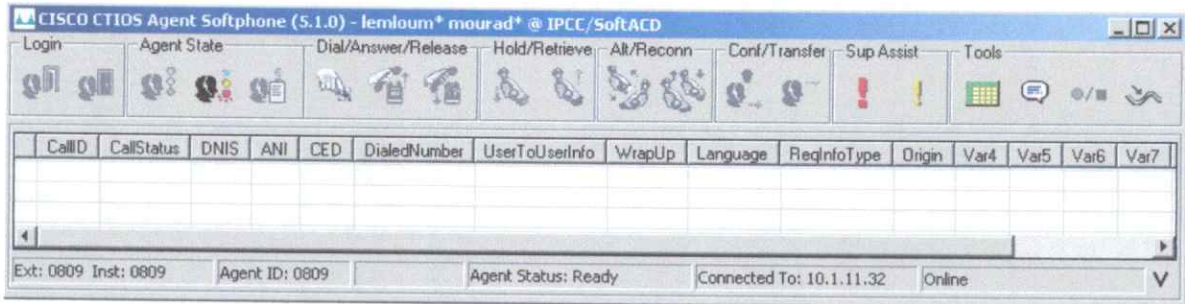 CISCO CTIOS Agent Softphone (5.1.0) - lemloum* mourad* @ IPCC/SoftACD
Login Agent State Dial/Answer/Release Hold/Retrieve Alt/Reconn Conf/Transfer Sup Assist Tools
CallID CallStatus DNIS ANI CED DialedNumber UserToUserInfo WrapUp Language ReqInfoType Origin Var4 Var5 Var6 Var7
Ext: 0809 Inst: 0809 Agent ID: 0809 Agent Status: Ready Connected To: 10.1.11.32 Online V